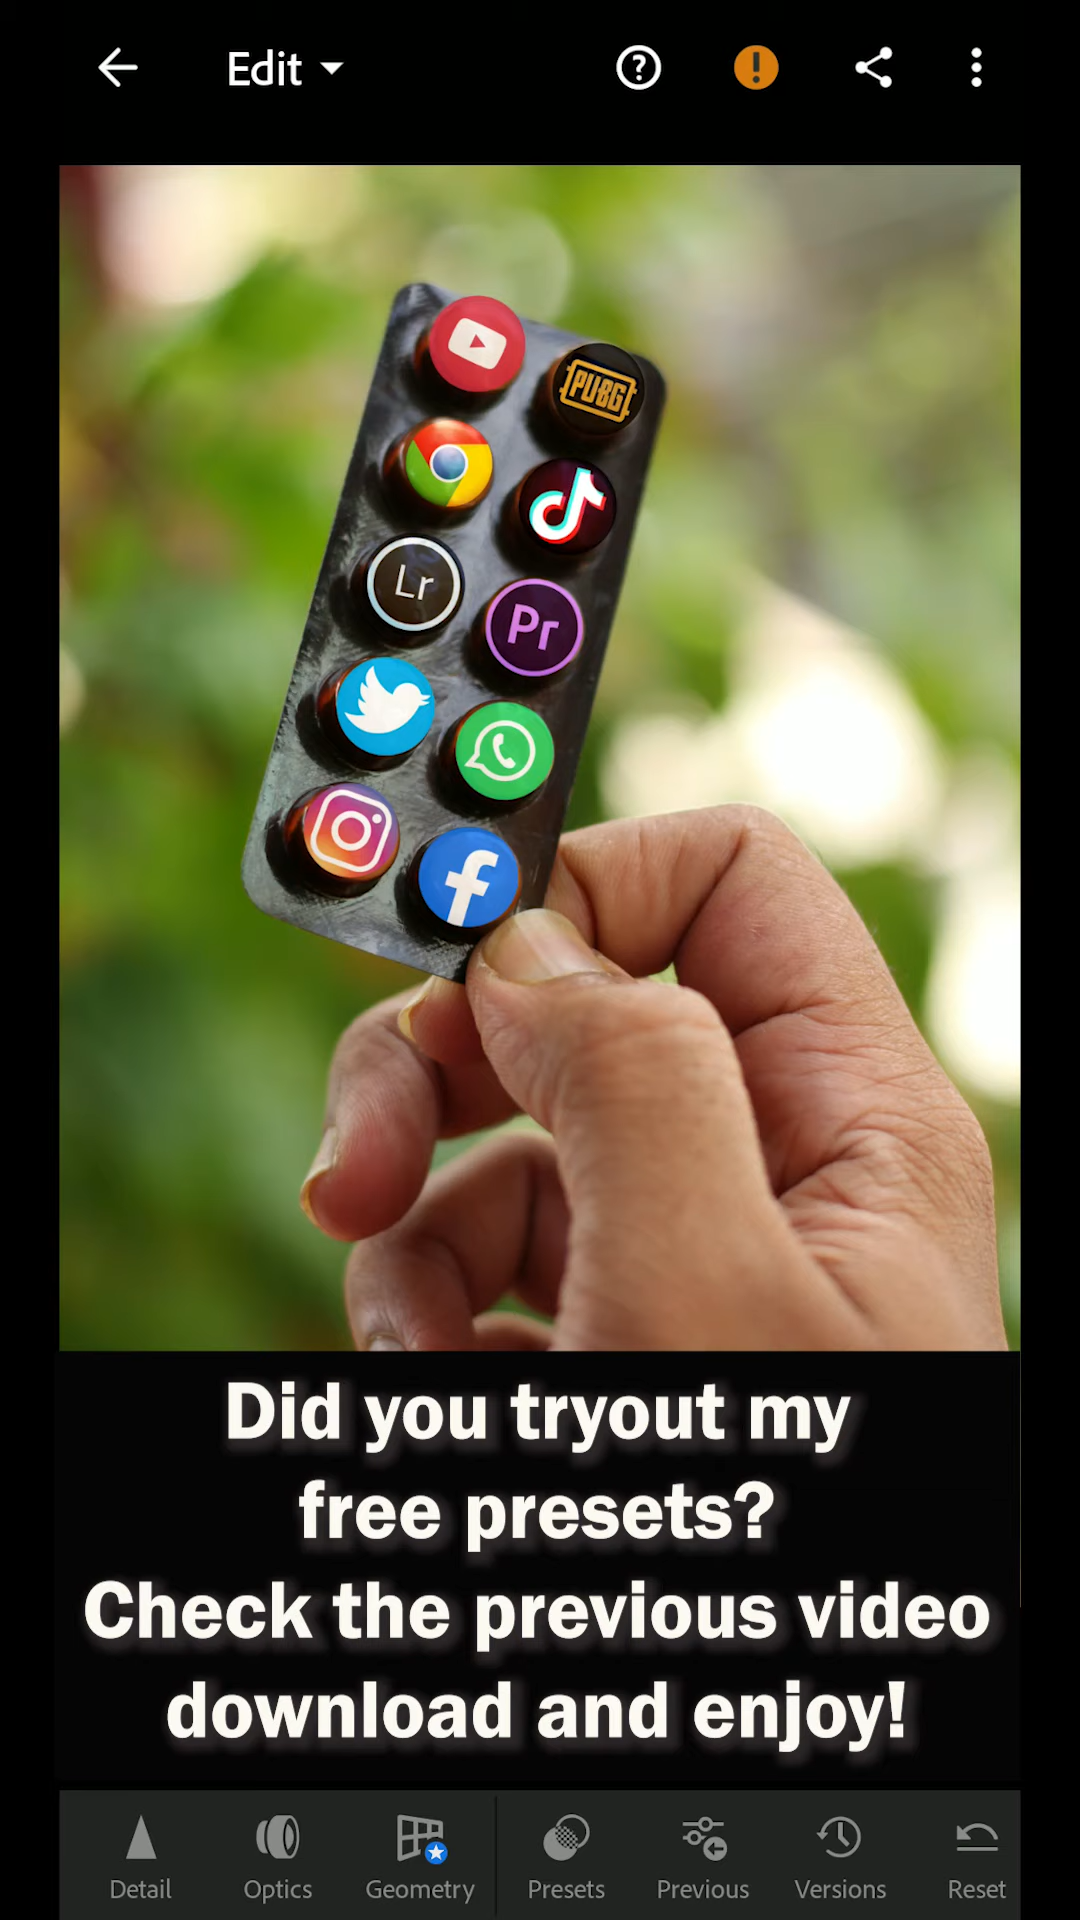 Edit
PUBG
Lr
Pr
Did you tryout my
free presets?
Check the previous video
download and enjoy!
Detail
Optics
Geometry
Presets
Previous
Versions
Reset